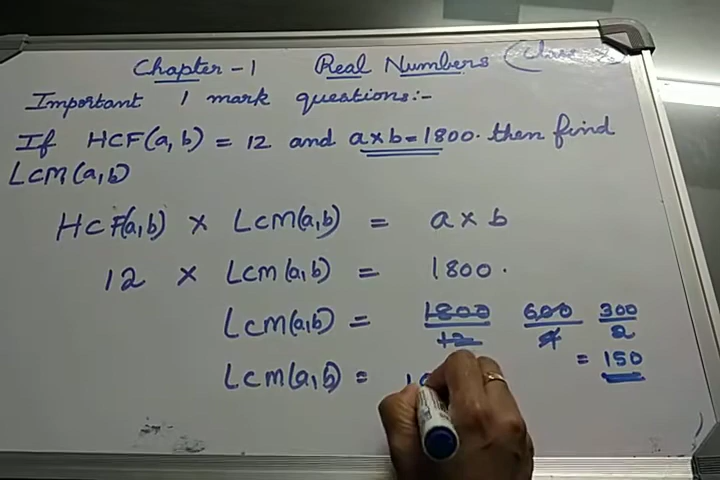 Chapter-1 Real Numbers (Class X)
Important 1 mark questions:-
If HCF(a,b) = 12 and a×b=1800. then find
LCM(a,b)
HCF(a,b) × LCM(a,b) = a×b
12 × LCM(a,b) = 1800.
LCM(a,b) = 1800/12 600/4 300/2
= 150
LCM(a,b) =